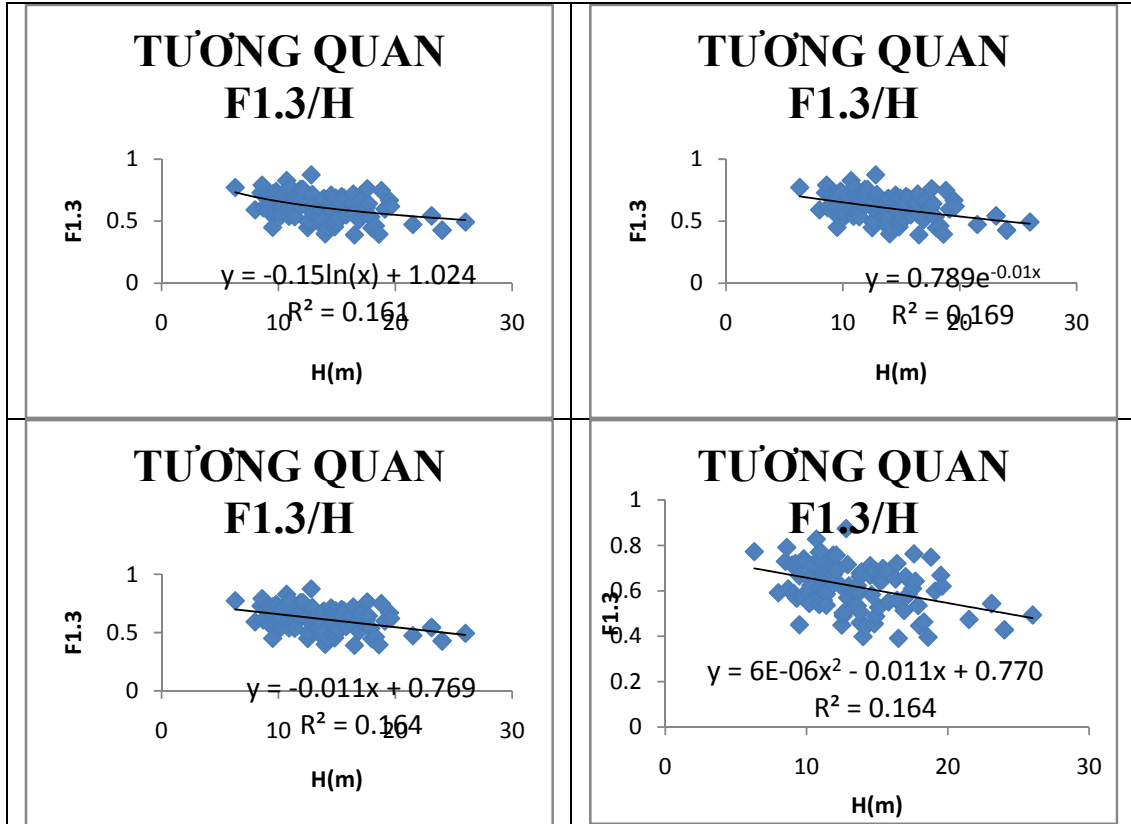 TƯƠNG QUAN
F1.3/H
1
0.5
0
F1.3
y = -0.15ln(x) + 1.024
R² = 0.161
0 10 20 30
H(m)
TƯƠNG QUAN
F1.3/H
1
0.5
0
F1.3
y = 0.789e^-0.01x
R² = 0.169
0 10 20 30
H(m)
TƯƠNG QUAN
F1.3/H
1
0.5
0
F1.3
y = -0.011x + 0.769
R² = 0.164
0 10 20 30
H(m)
TƯƠNG QUAN
F1.3/H
1
0.8
0.6
0.4
0.2
0
F1.3
y = 6E-06x² - 0.011x + 0.770
R² = 0.164
0 10 20 30
H(m)